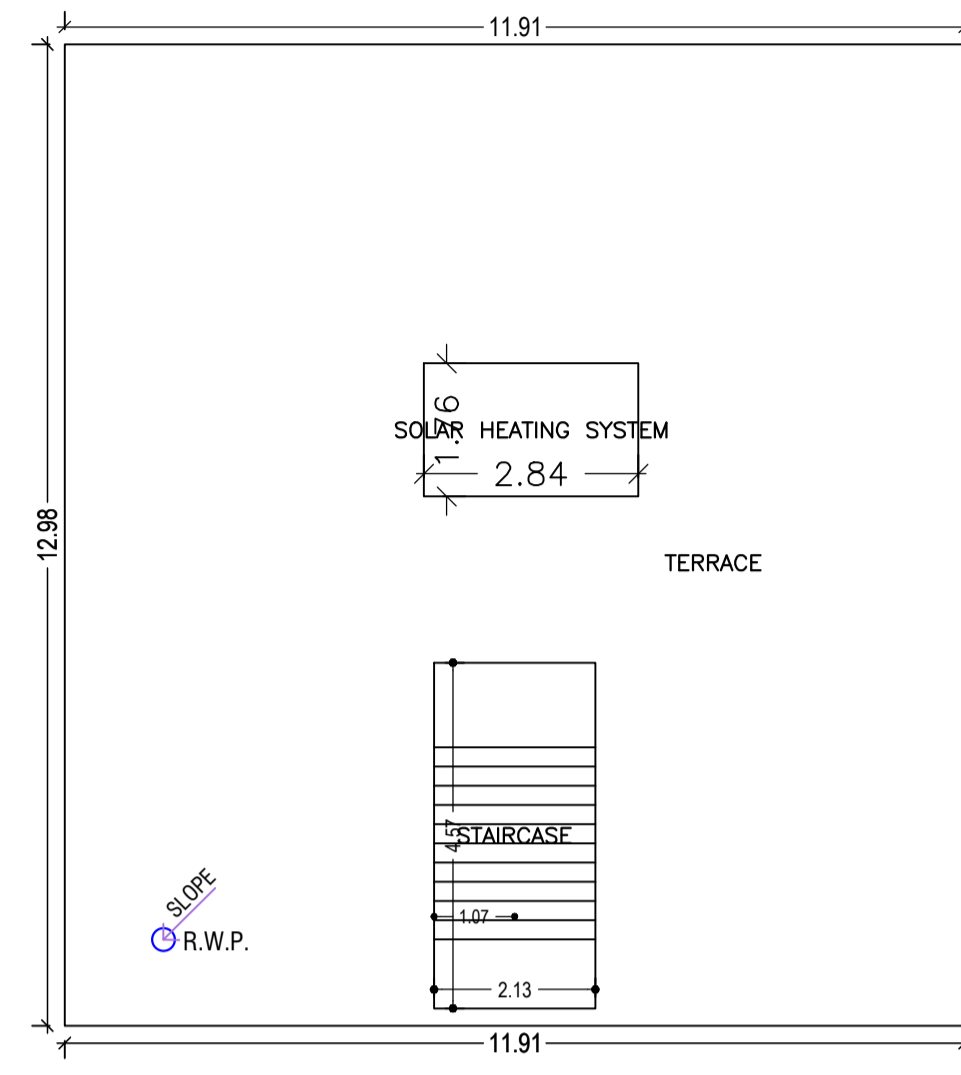 11.91
1.76
SOLAR HEATING SYSTEM
2.84
12.98
TERRACE
4.57
STAIRCASE
SLOPE
1.07
R.W.P.
2.13
11.91